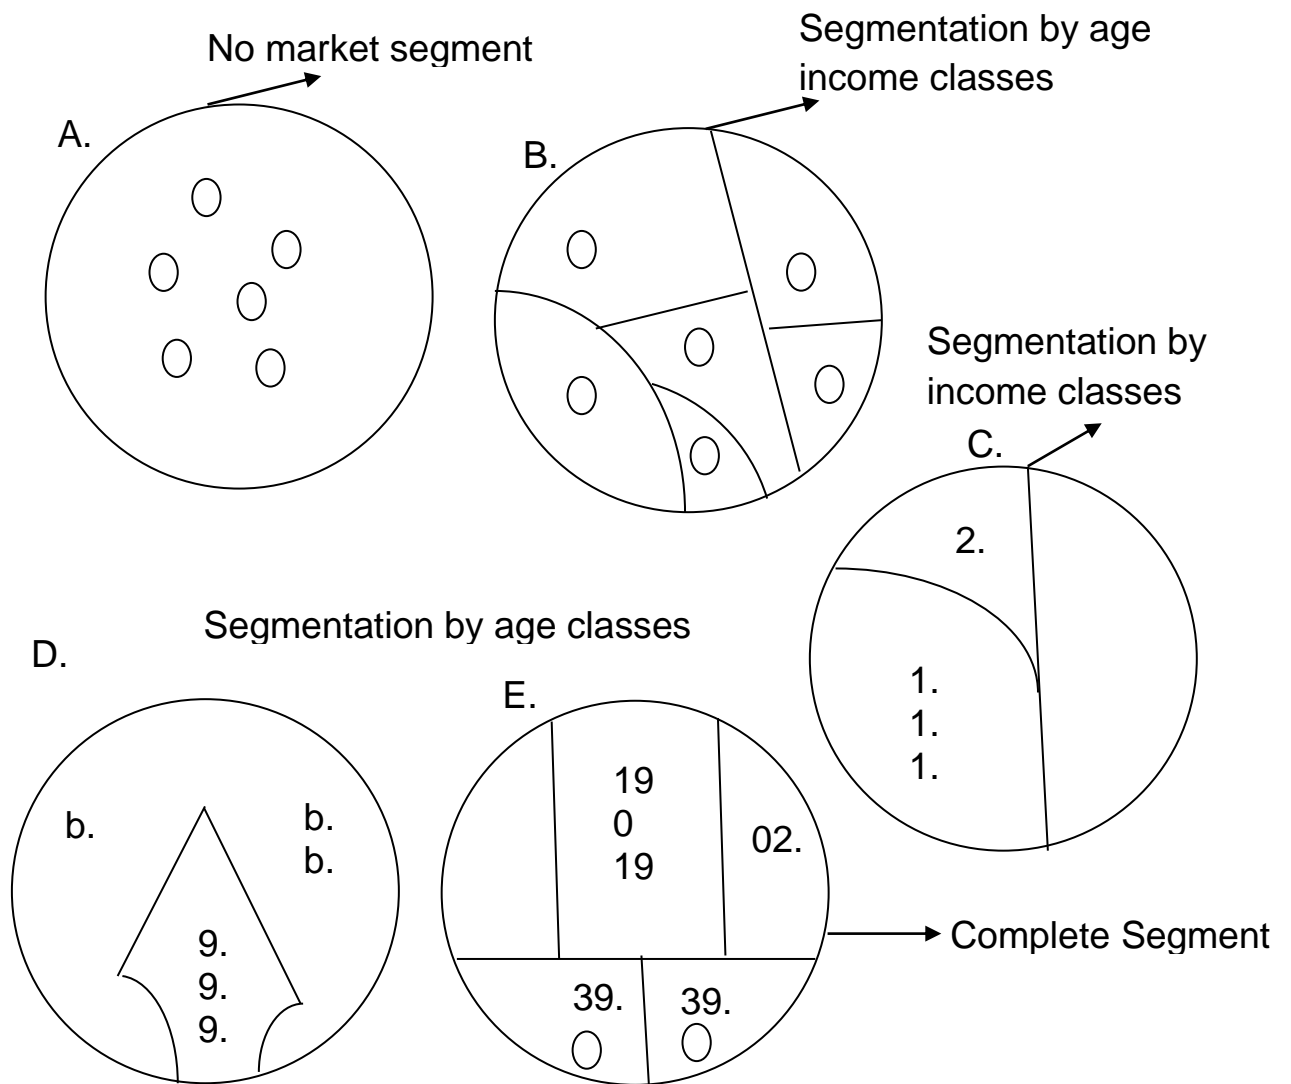 No market segment
Segmentation by age
income classes
A.
B.
Segmentation by
income classes
C.
2.
1.
1.
1.
Segmentation by age classes
D.
b.
b.
b.
9.
9.
9.
E.
19
0
19
02.
39.
39.
Complete Segment